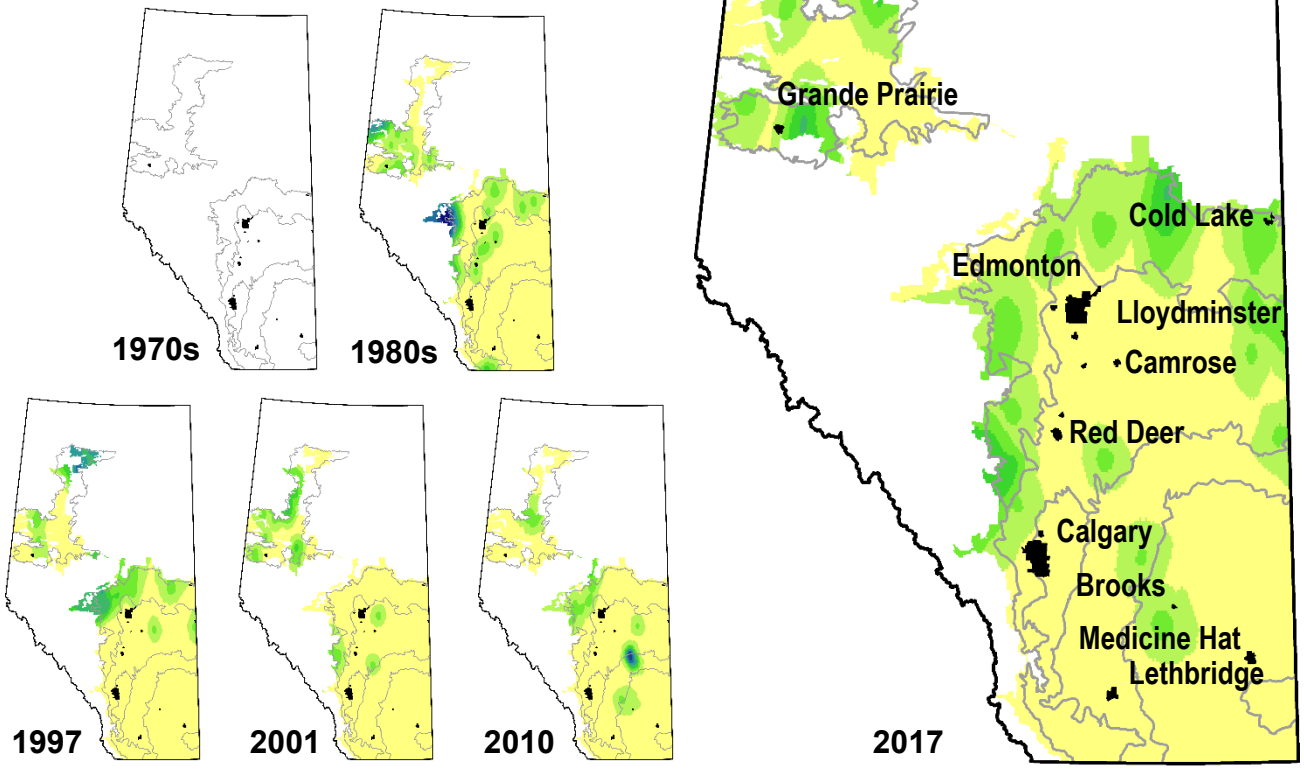 1970s
1980s
1997
2001
2010
Grande Prairie
Cold Lake
Edmonton
Lloydminster
Camrose
Red Deer
Calgary
Brooks
Medicine Hat
Lethbridge
2017